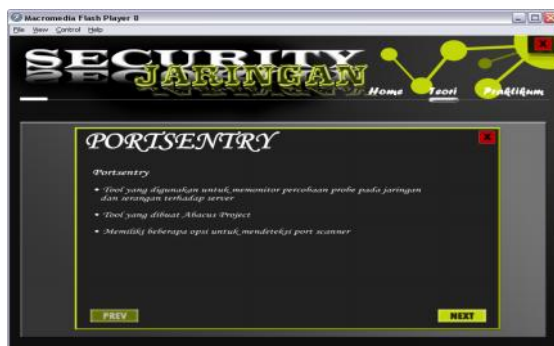 Macromedia Flash Player 8
File View Control Help
SECURITY
JARINGAN
Home Teori Praktikum
PORTSENTRY
Portsentry
• Tool yang digunakan untuk memonitor percobaan probe pada jaringan
dan serangan terhadap server
• Tool yang dibuat Abacus Project
• Memiliki beberapa opsi untuk mendeteksi port scanner
PREV NEXT